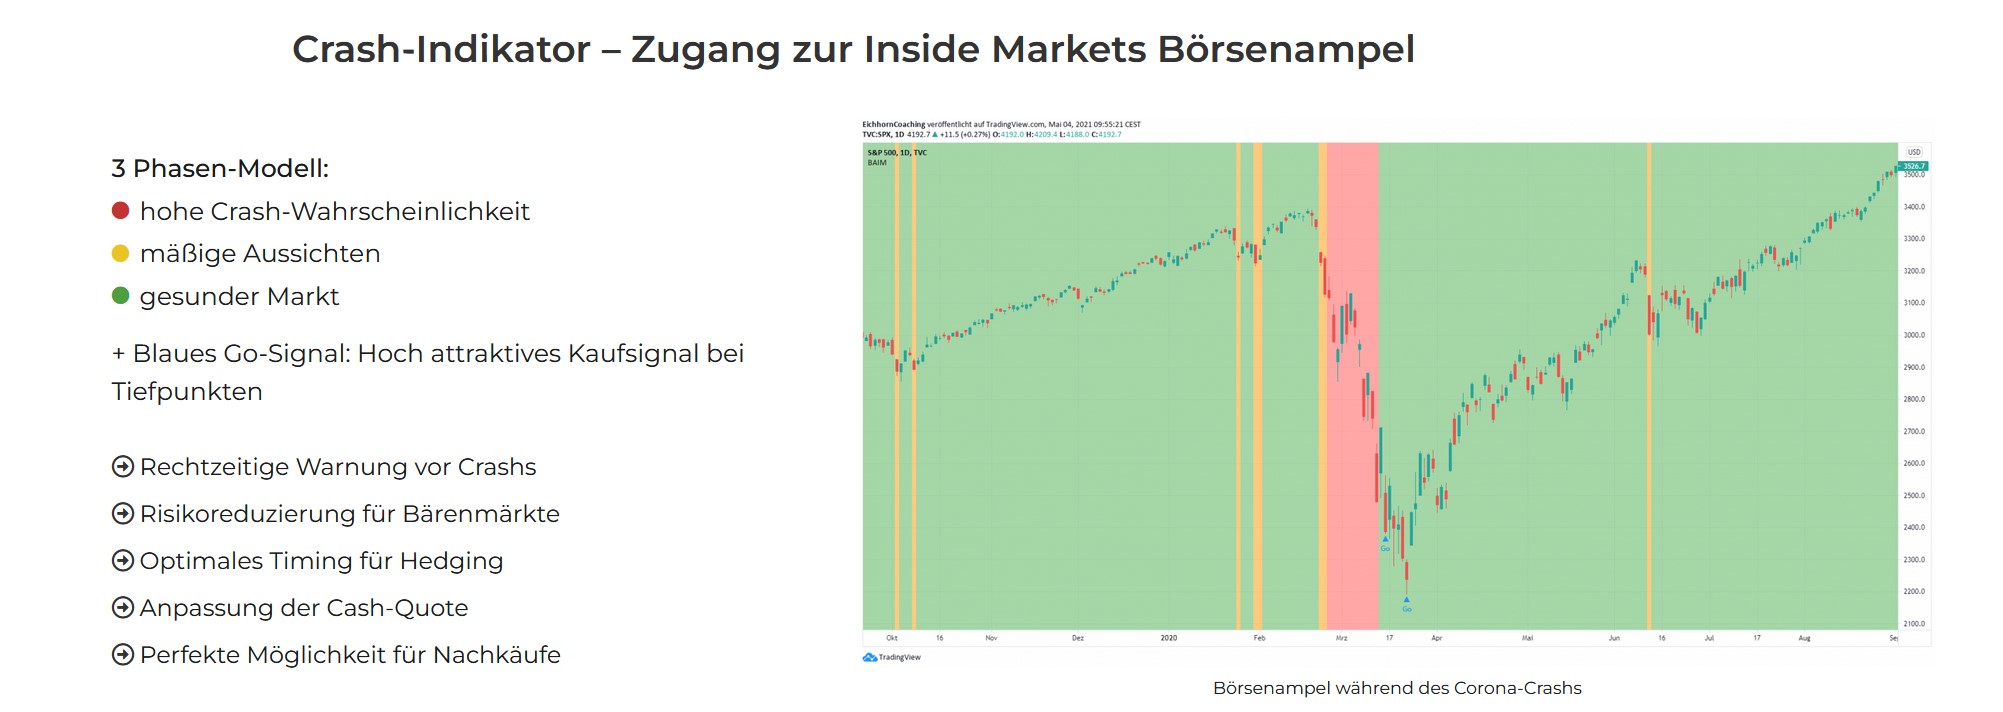 Crash-Indikator – Zugang zur Inside Markets Börsenampel
3 Phasen-Modell:
hohe Crash-Wahrscheinlichkeit
mäßige Aussichten
gesunder Markt
+ Blaues Go-Signal: Hoch attraktives Kaufsignal bei
Tiefpunkten
Rechtzeitige Warnung vor Crashs
Risikoreduzierung für Bärenmärkte
Optimales Timing für Hedging
Anpassung der Cash-Quote
Perfekte Möglichkeit für Nachkäufe
EichhornCoaching veröffentlicht auf TradingView.com, Mai 04, 2021 09:55:21 CEST
TVC:SPX, 1D 4192.7 ▲ +11.5 (+0.27%) O:4192.0 H:4209.4 L:4188.0 C:4192.7
S&P 500, 1D, TVC
BAIM
USD
3526.7
3500.0
3400.0
3300.0
3200.0
3100.0
3000.0
2900.0
2800.0
2700.0
2600.0
2500.0
2400.0
2300.0
2200.0
2100.0
Go
Go
Okt 16 Nov Dez 2020 Feb Mrz 17 Apr Mai Jun 16 Jul 17 Aug Sep
TradingView
Börsenampel während des Corona-Crashs